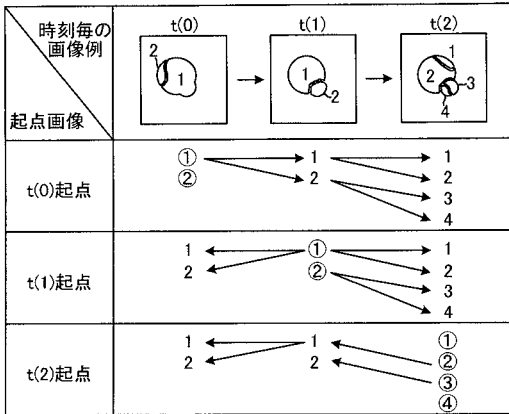 時刻毎の
画像例
起点画像
t(0) t(1) t(2)
2 1
1 2
1 2 3 4
t(0)起点
① 1 1
② 2 2
3
4
t(1)起点
1 ① 1
2 ② 2
3
4
t(2)起点
1 1 ①
2 2 ②
③
④